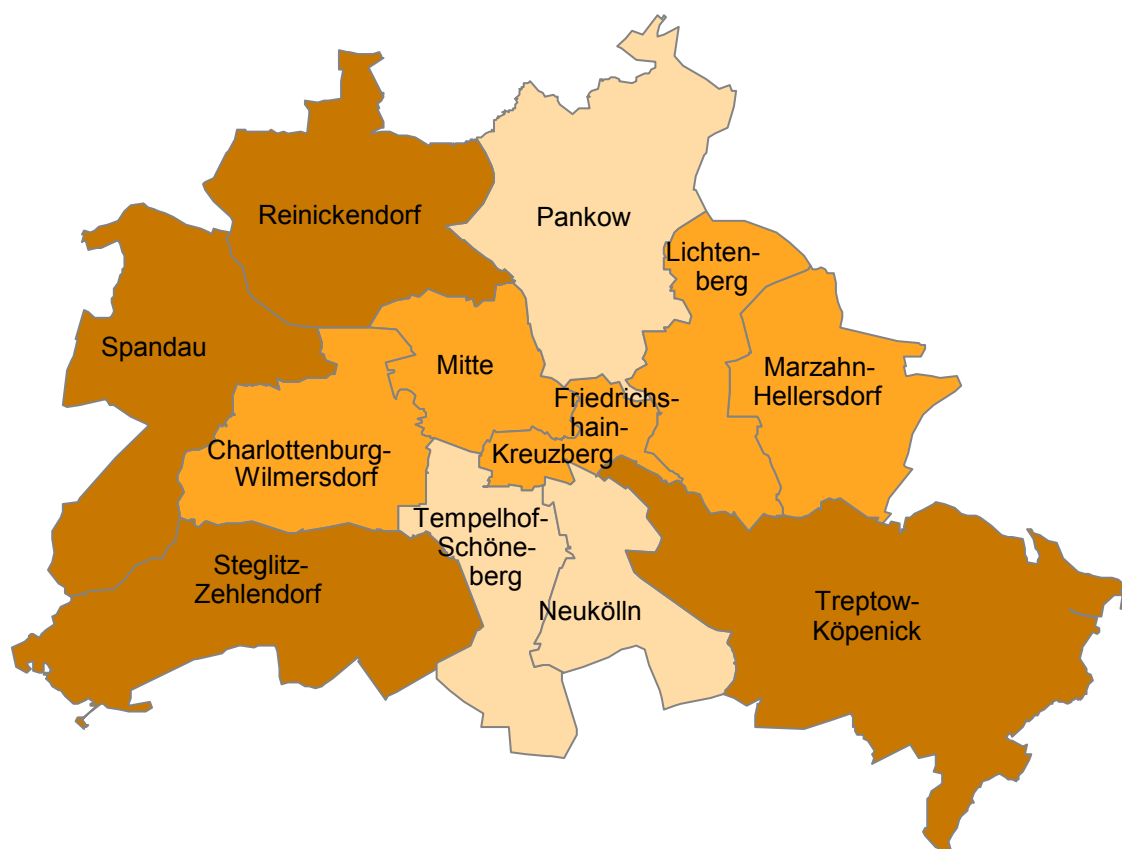 Reinickendorf
Pankow
Lichten-
berg
Spandau
Mitte
Marzahn-
Hellersdorf
Friedrichs-
hain-
Kreuzberg
Charlottenburg-
Wilmersdorf
Tempelhof-
Schöne-
berg
Steglitz-
Zehlendorf
Neukölln
Treptow-
Köpenick